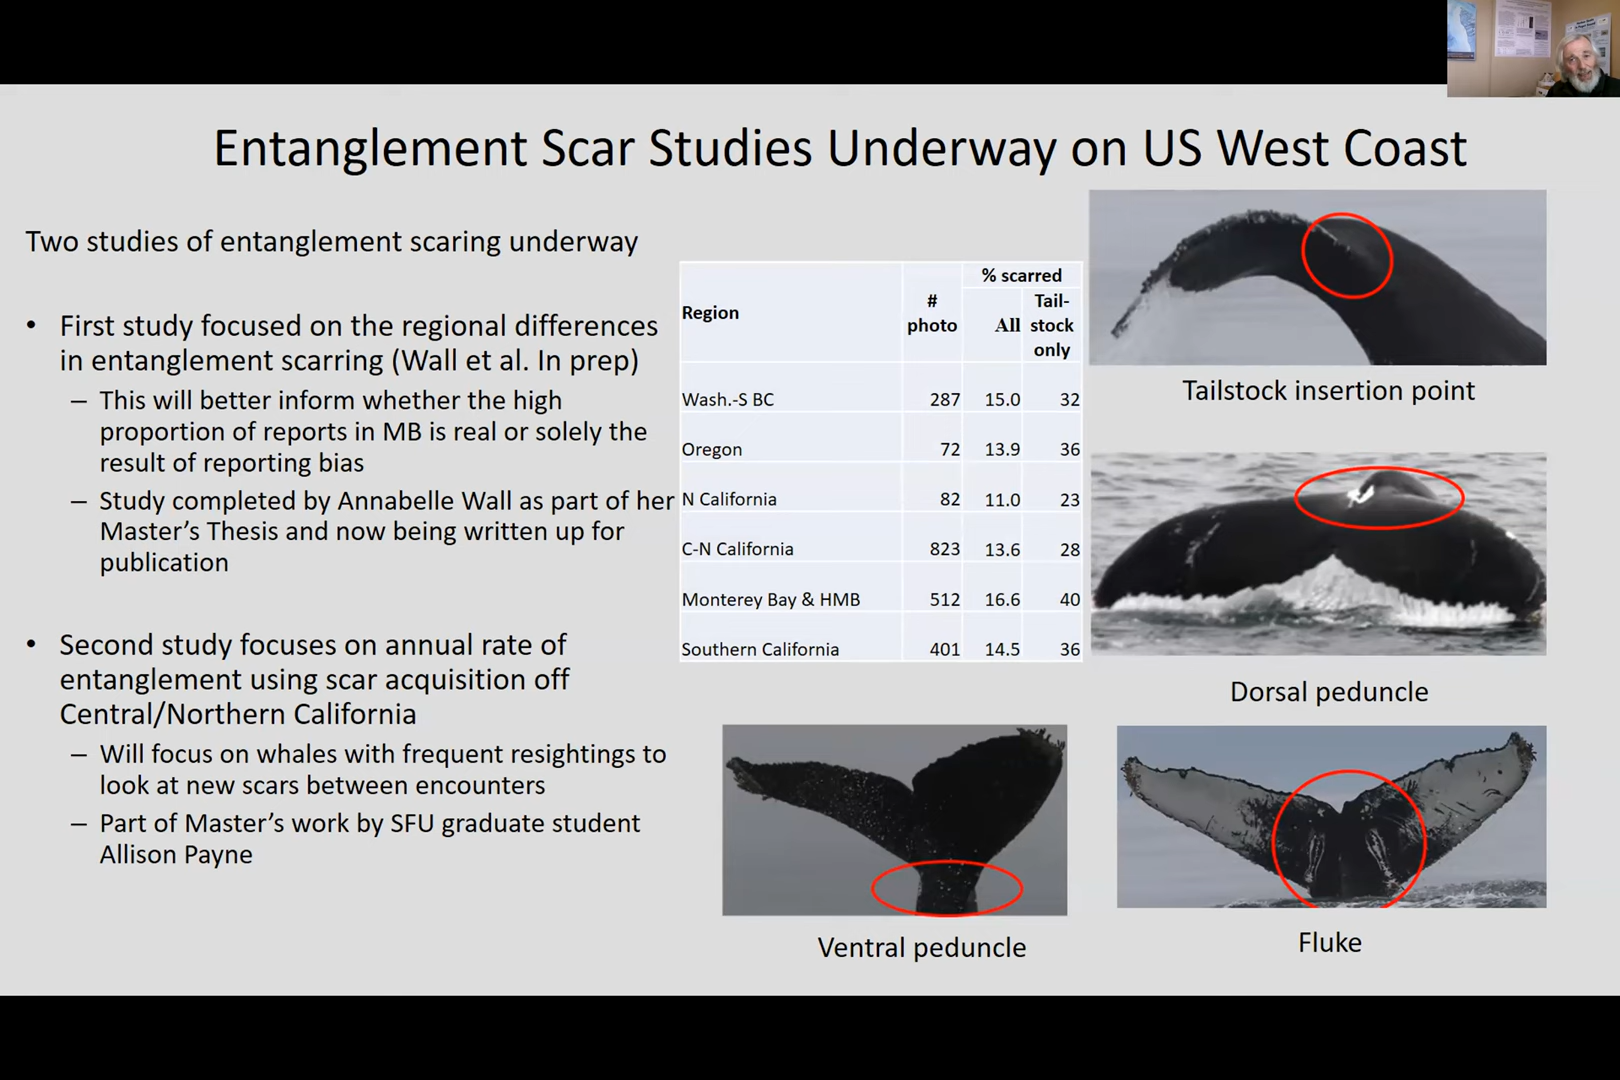 Entanglement Scar Studies Underway on US West Coast
Two studies of entanglement scaring underway
• First study focused on the regional differences
in entanglement scarring (Wall et al. In prep)
– This will better inform whether the high
proportion of reports in MB is real or solely the
result of reporting bias
– Study completed by Annabelle Wall as part of her
Master's Thesis and now being written up for
publication
• Second study focuses on annual rate of
entanglement using scar acquisition off
Central/Northern California
– Will focus on whales with frequent resightings to
look at new scars between encounters
– Part of Master's work by SFU graduate student
Allison Payne
% scarred
Region # photo All Tail-stock only
Wash.-S BC 287 15.0 32
Oregon 72 13.9 36
N California 82 11.0 23
C-N California 823 13.6 28
Monterey Bay & HMB 512 16.6 40
Southern California 401 14.5 36
Tailstock insertion point
Dorsal peduncle
Ventral peduncle
Fluke